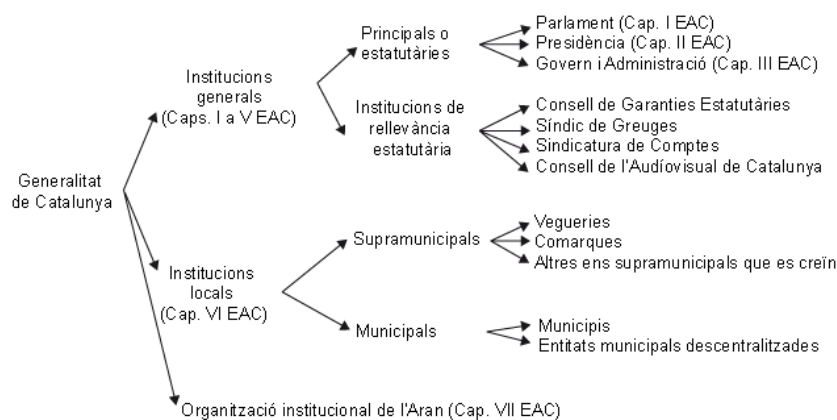 Generalitat
de Catalunya
Institucions
generals
(Caps. I a V EAC)
Principals o
estatutàries
Parlament (Cap. I EAC)
Presidència (Cap. II EAC)
Govern i Administració (Cap. III EAC)
Institucions de
rellevància
estatutària
Consell de Garanties Estatutàries
Síndic de Greuges
Sindicatura de Comptes
Consell de l'Audíovisual de Catalunya
Institucions
locals
(Cap. VI EAC)
Supramunicipals
Vegueries
Comarques
Altres ens supramunicipals que es creïn
Municipals
Municipis
Entitats municipals descentralitzades
Organització institucional de l'Aran (Cap. VII EAC)